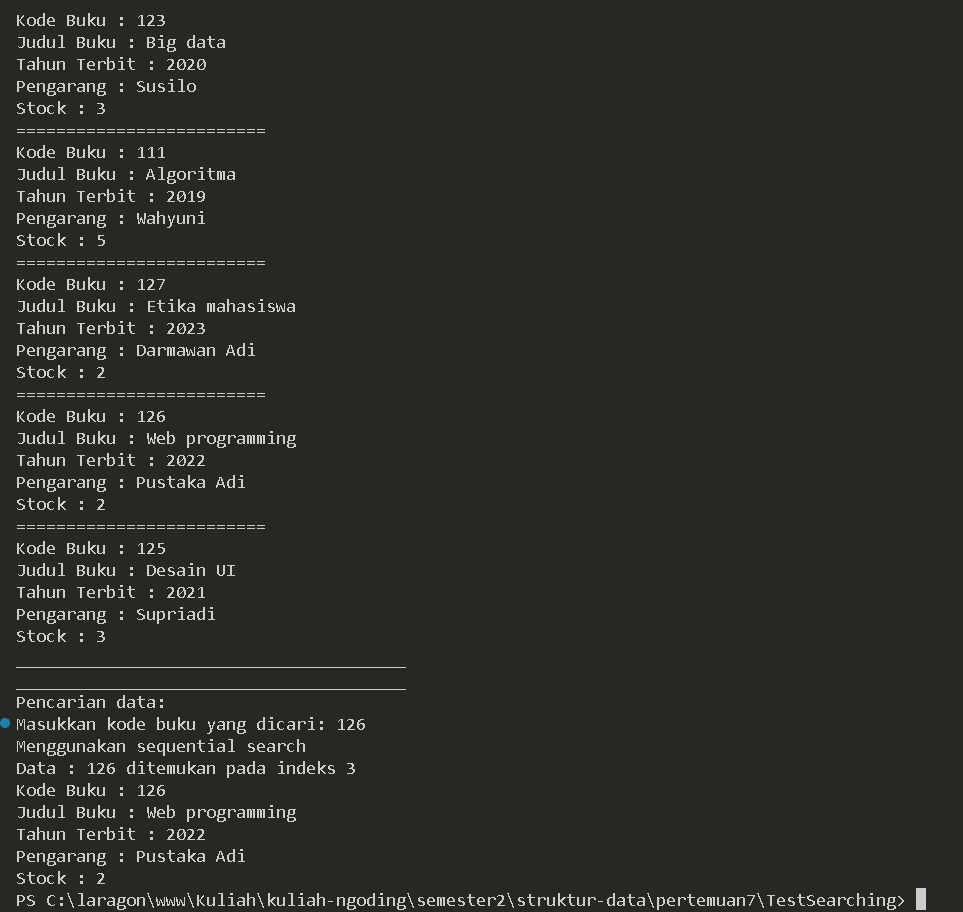 Kode Buku : 123
Judul Buku : Big data
Tahun Terbit : 2020
Pengarang : Susilo
Stock : 3
=========================
Kode Buku : 111
Judul Buku : Algoritma
Tahun Terbit : 2019
Pengarang : Wahyuni
Stock : 5
=========================
Kode Buku : 127
Judul Buku : Etika mahasiswa
Tahun Terbit : 2023
Pengarang : Darmawan Adi
Stock : 2
=========================
Kode Buku : 126
Judul Buku : Web programming
Tahun Terbit : 2022
Pengarang : Pustaka Adi
Stock : 2
=========================
Kode Buku : 125
Judul Buku : Desain UI
Tahun Terbit : 2021
Pengarang : Supriadi
Stock : 3
_______________________________________
_______________________________________
Pencarian data:
Masukkan kode buku yang dicari: 126
Menggunakan sequential search
Data : 126 ditemukan pada indeks 3
Kode Buku : 126
Judul Buku : Web programming
Tahun Terbit : 2022
Pengarang : Pustaka Adi
Stock : 2
PS C:\laragon\www\Kuliah\kuliah-ngoding\semester2\struktur-data\pertemuan7\TestSearching>